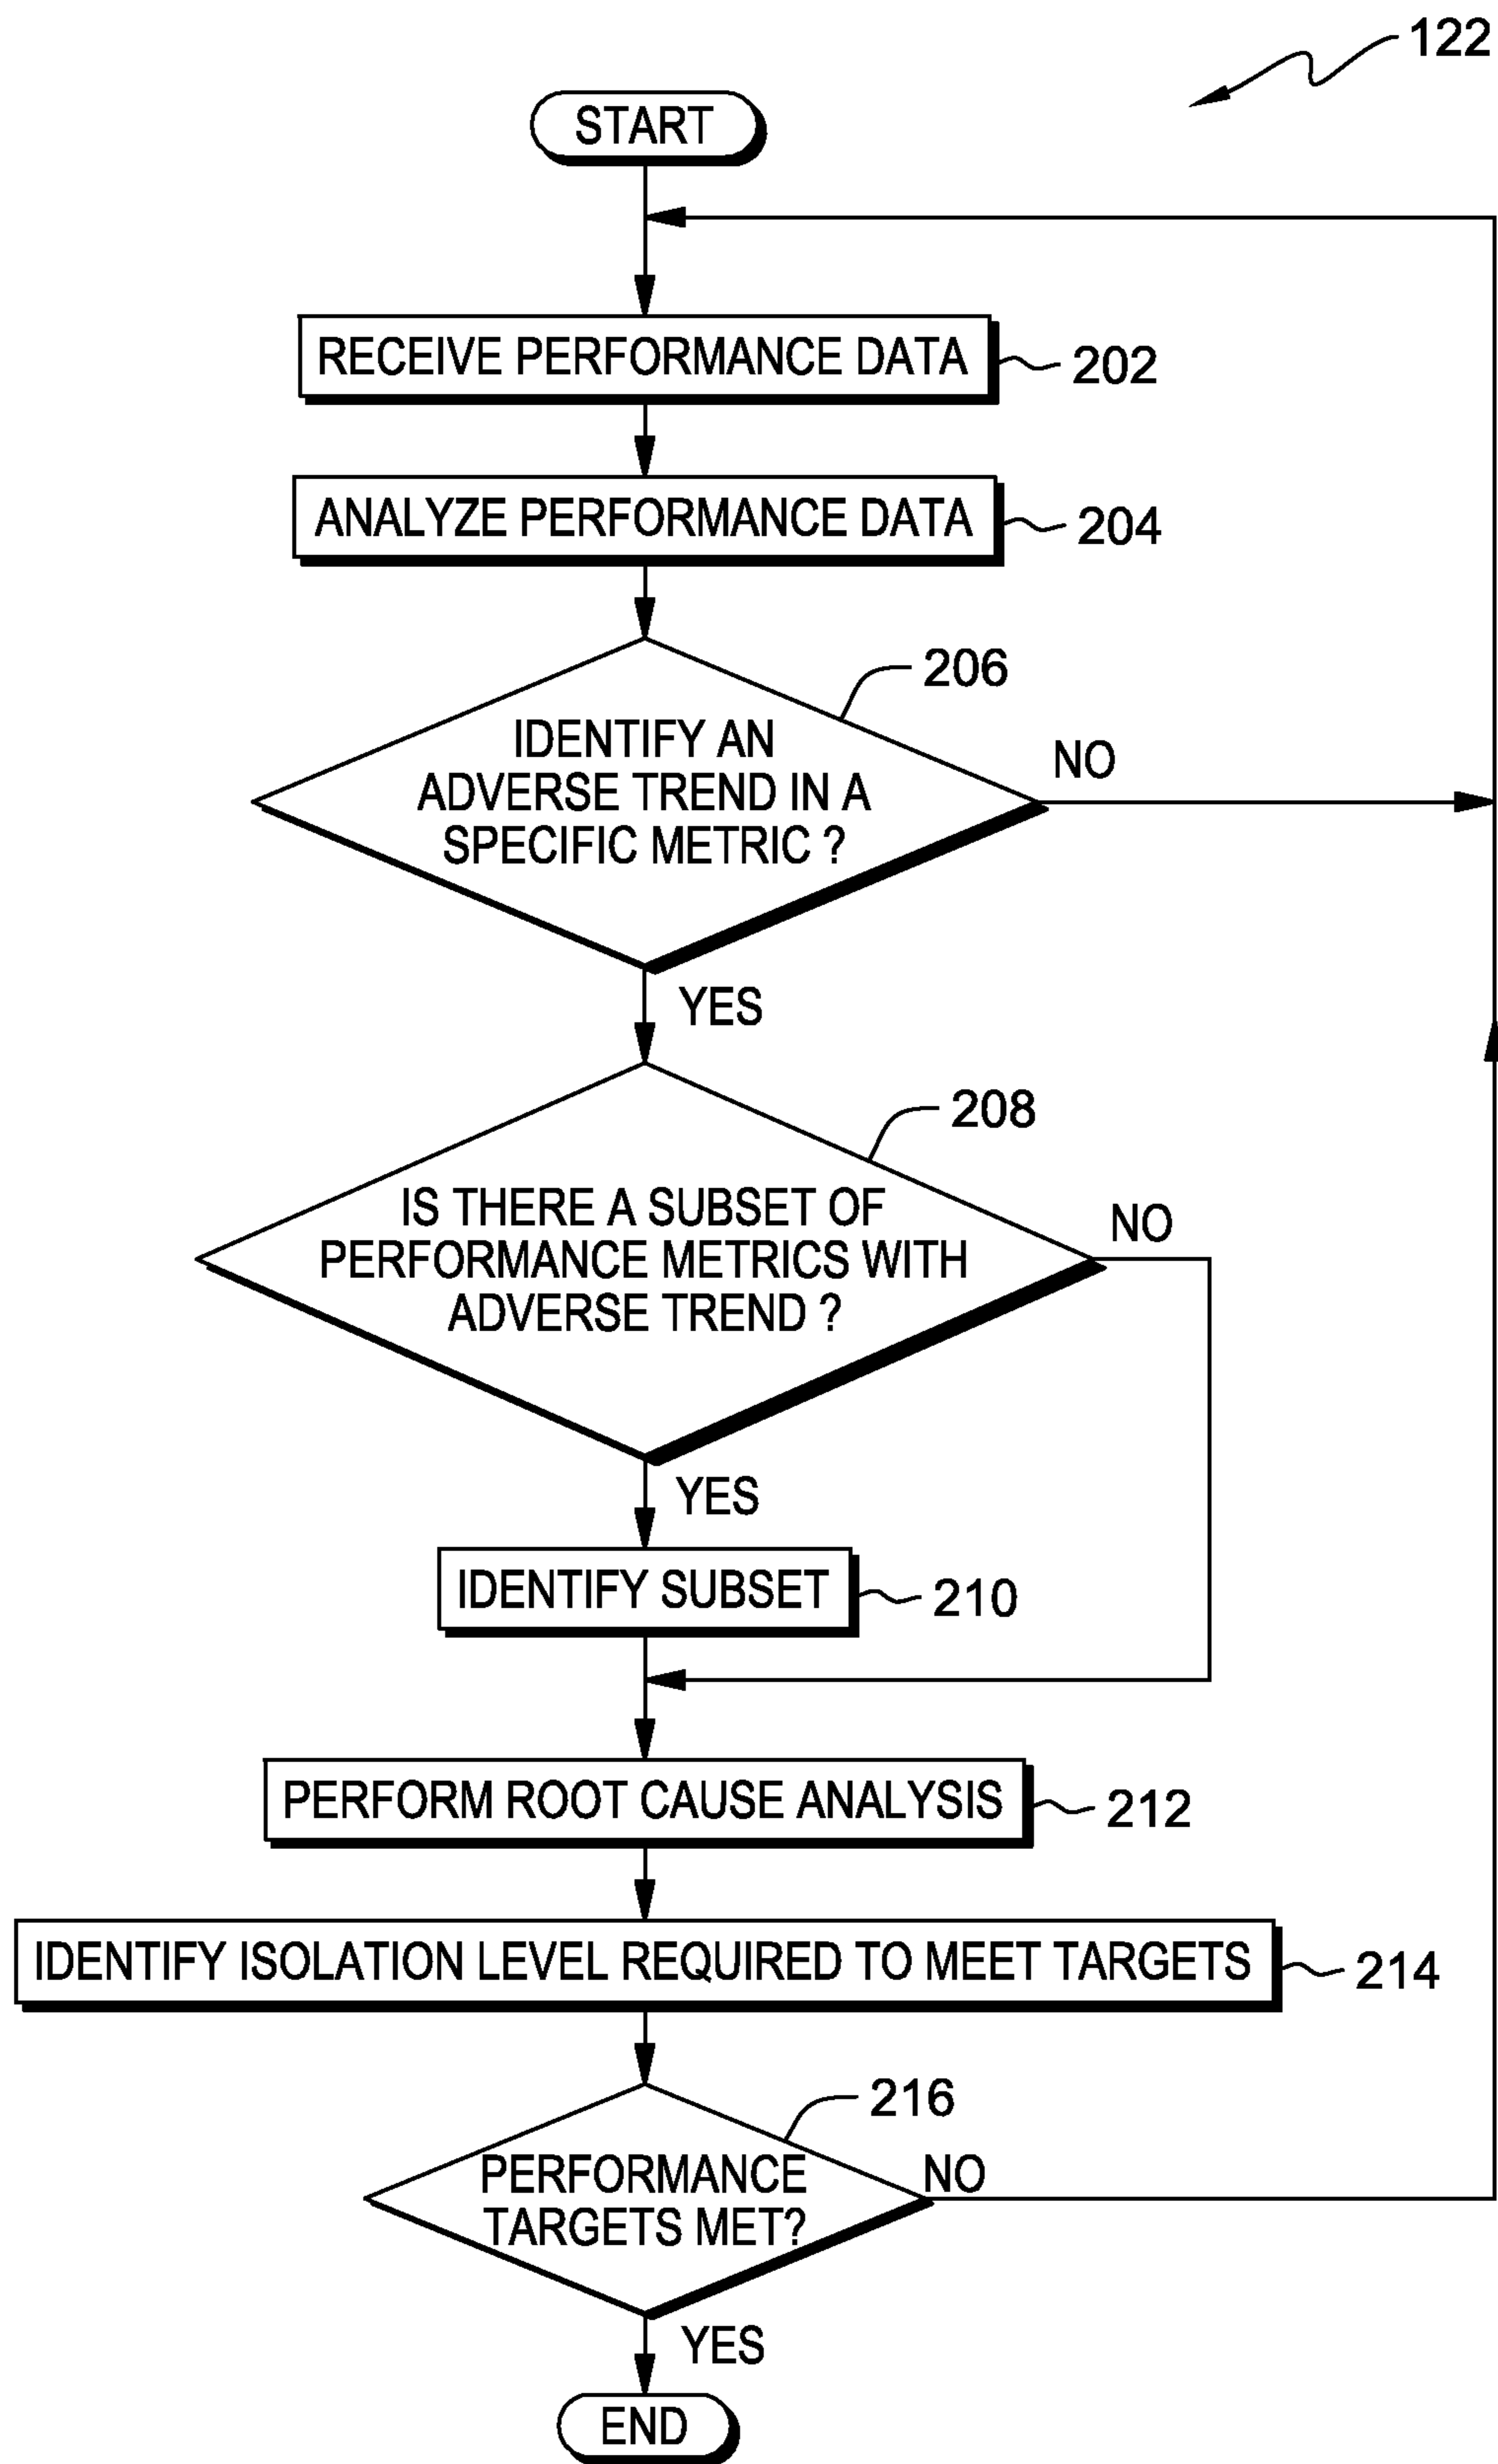 122
START
RECEIVE PERFORMANCE DATA
202
ANALYZE PERFORMANCE DATA
204
206
IDENTIFY AN
ADVERSE TREND IN A
SPECIFIC METRIC ?
NO
YES
208
IS THERE A SUBSET OF
PERFORMANCE METRICS WITH
ADVERSE TREND ?
NO
YES
IDENTIFY SUBSET
210
PERFORM ROOT CAUSE ANALYSIS
212
IDENTIFY ISOLATION LEVEL REQUIRED TO MEET TARGETS
214
216
PERFORMANCE
TARGETS MET?
NO
YES
END